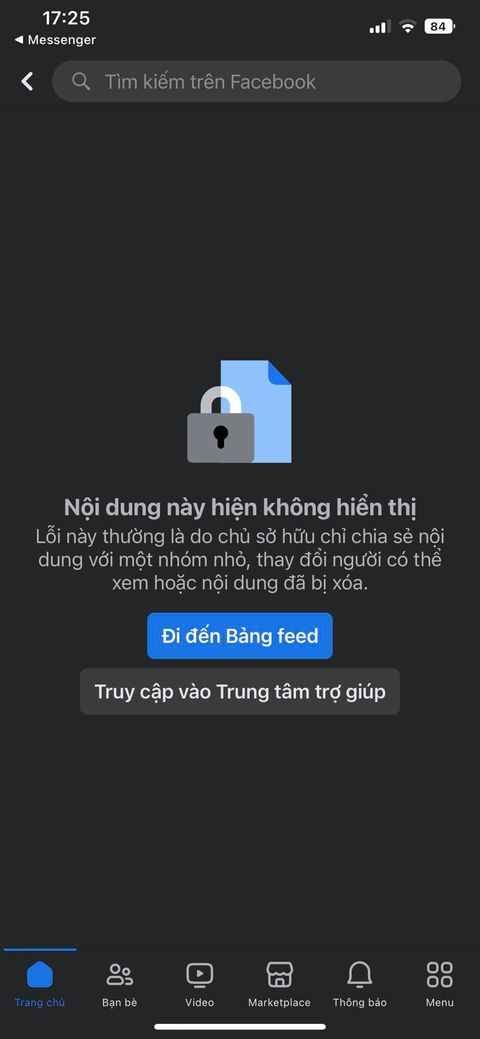 17:25
84
◀ Messenger
Tìm kiếm trên Facebook
Nội dung này hiện không hiển thị
Lỗi này thường là do chủ sở hữu chỉ chia sẻ nội
dung với một nhóm nhỏ, thay đổi người có thể
xem hoặc nội dung đã bị xóa.
Đi đến Bảng feed
Truy cập vào Trung tâm trợ giúp
Trang chủ
Bạn bè
Video
Marketplace
Thông báo
Menu